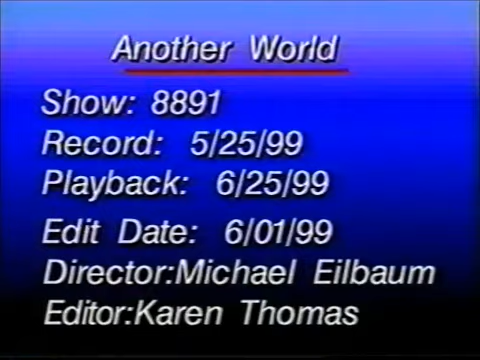 Another World
Show: 8891
Record: 5/25/99
Playback: 6/25/99
Edit Date: 6/01/99
Director:Michael Eilbaum
Editor:Karen Thomas